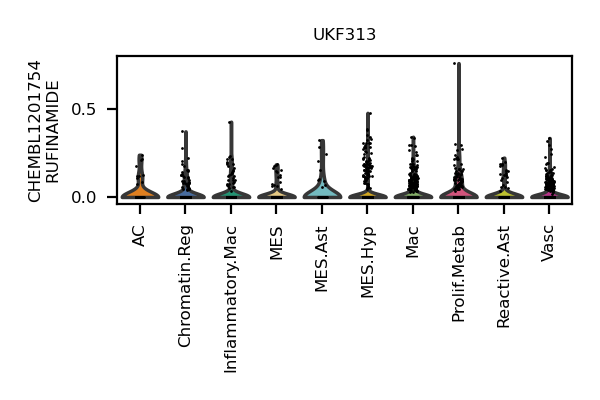 UKF313
CHEMBL1201754
RUFINAMIDE
0.5
0.0
AC
Chromatin.Reg
Inflammatory.Mac
MES
MES.Ast
MES.Hyp
Mac
Prolif.Metab
Reactive.Ast
Vasc